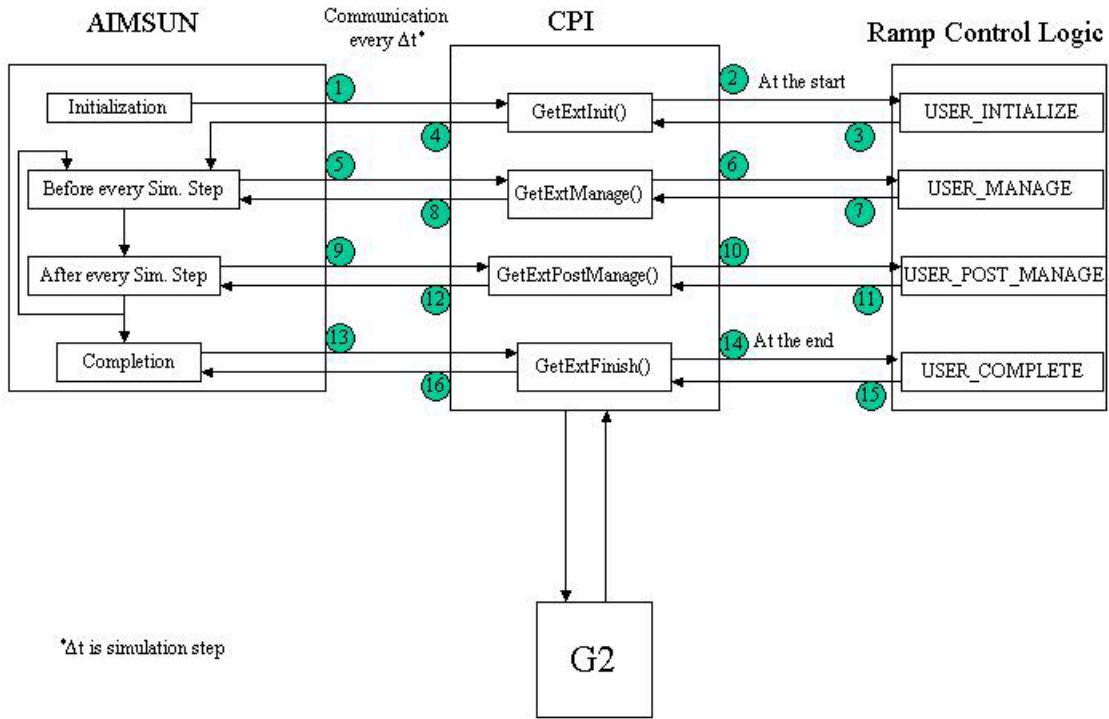 AIMSUN
Communication
every Δt*
CPI
Ramp Control Logic
1
2
At the start
Initialization
GetExtInit()
USER_INTIALIZE
4
3
5
6
Before every Sim. Step
GetExtManage()
USER_MANAGE
8
7
9
10
After every Sim. Step
GetExtPostManage()
USER_POST_MANAGE
12
11
13
14
At the end
Completion
GetExtFinish()
USER_COMPLETE
16
15
*Δt is simulation step
G2